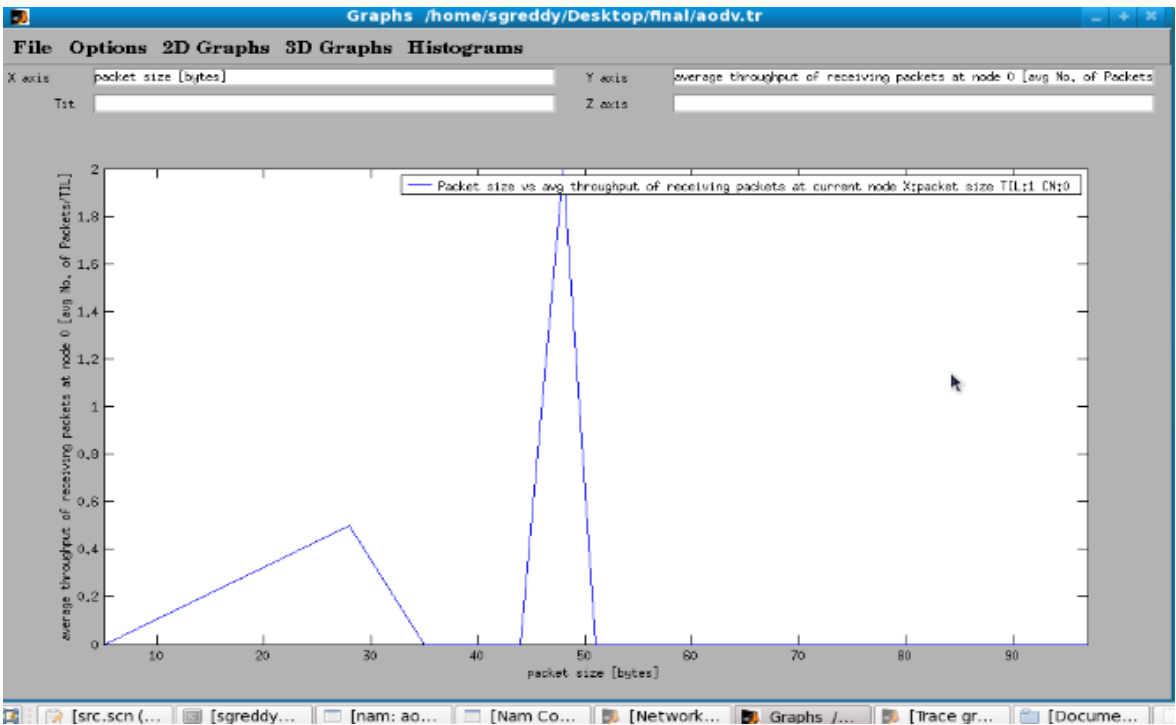 Graphs /home/sgreddy/Desktop/final/aodv.tr
File Options 2D Graphs 3D Graphs Histograms
X axis packet size [bytes] Y axis average throughput of receiving packets at node 0 [avg No. of Packets
Tit Z axis
Packet size vs avg throughput of receiving packets at current node X:packet size TIL:1 CN:0
average throughput of receiving packets at node 0 [avg No. of Packets/TIL]
2
1.8
1.6
1.4
1.2
1
0.8
0.6
0.4
0.2
0
10 20 30 40 50 60 70 80 90
packet size [bytes]
[src.scn (... [sgreddy... [nam: ao... [Nam Co... [Network... Graphs /... [Trace gr... [Docume...